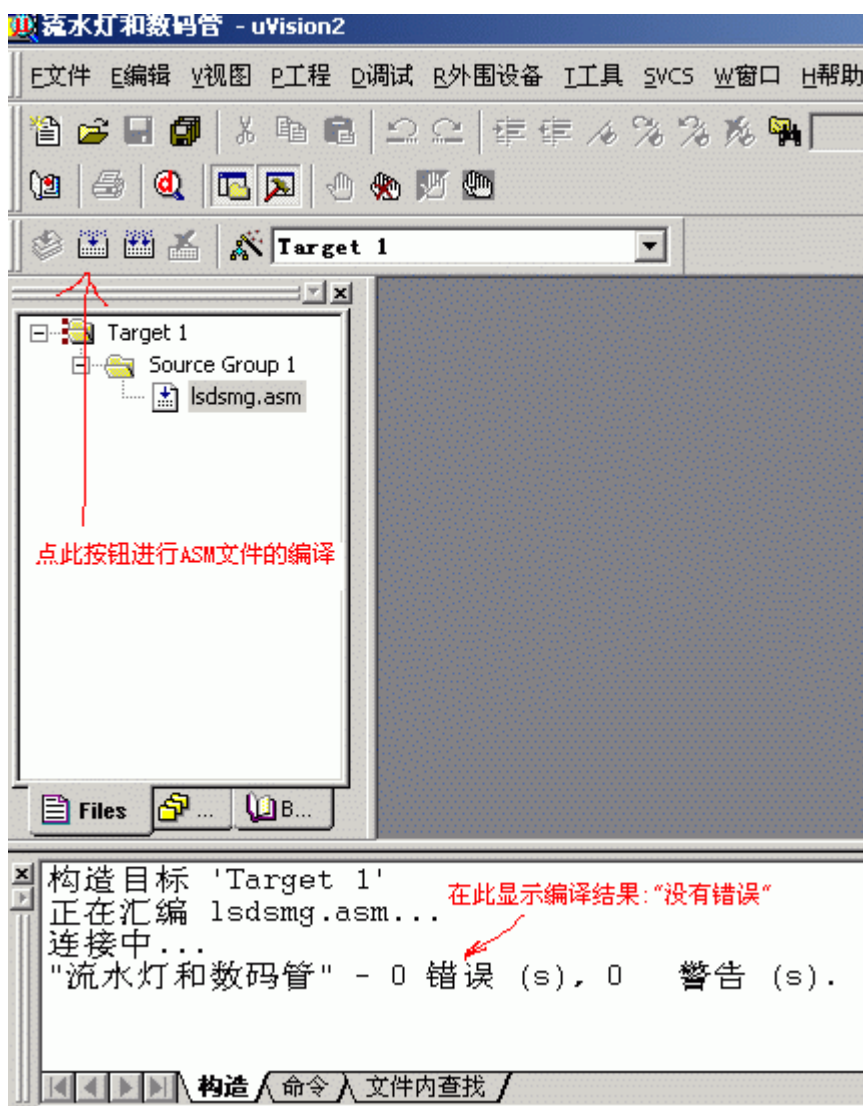 流水灯和数码管 - uVision2
F文件 E编辑 V视图 P工程 D调试 R外围设备 T工具 SVCS W窗口 H帮助
Target 1
Target 1
Source Group 1
lsdsmg.asm
点此按钮进行ASM文件的编译
Files ... B...
构造目标 'Target 1'
在此显示编译结果:“没有错误”
正在汇编 lsdsmg.asm...
连接中...
"流水灯和数码管" - 0 错误 (s), 0 警告 (s).
构造 命令 文件内查找